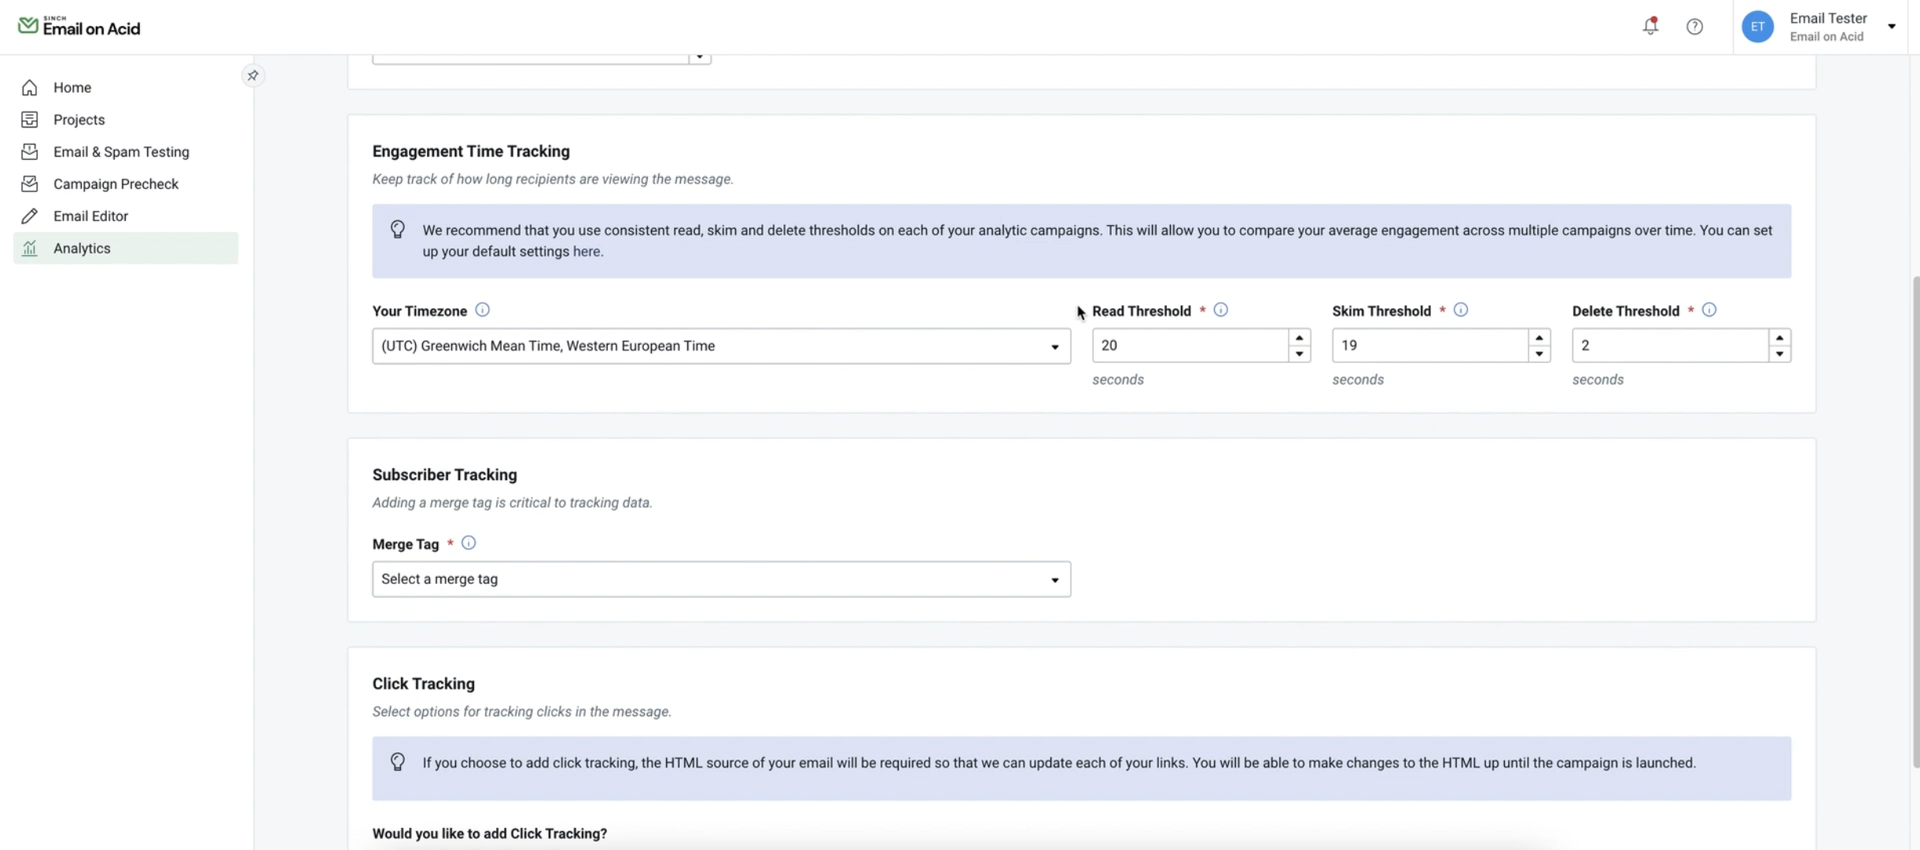 SINCH
Email on Acid
ET
Email Tester
Email on Acid
Home
Projects
Email & Spam Testing
Campaign Precheck
Email Editor
Analytics
Engagement Time Tracking
Keep track of how long recipients are viewing the message.
We recommend that you use consistent read, skim and delete thresholds on each of your analytic campaigns. This will allow you to compare your average engagement across multiple campaigns over time. You can set
up your default settings here.
Your Timezone
Read Threshold *
Skim Threshold *
Delete Threshold *
(UTC) Greenwich Mean Time, Western European Time
20
19
2
seconds
seconds
seconds
Subscriber Tracking
Adding a merge tag is critical to tracking data.
Merge Tag *
Select a merge tag
Click Tracking
Select options for tracking clicks in the message.
If you choose to add click tracking, the HTML source of your email will be required so that we can update each of your links. You will be able to make changes to the HTML up until the campaign is launched.
Would you like to add Click Tracking?